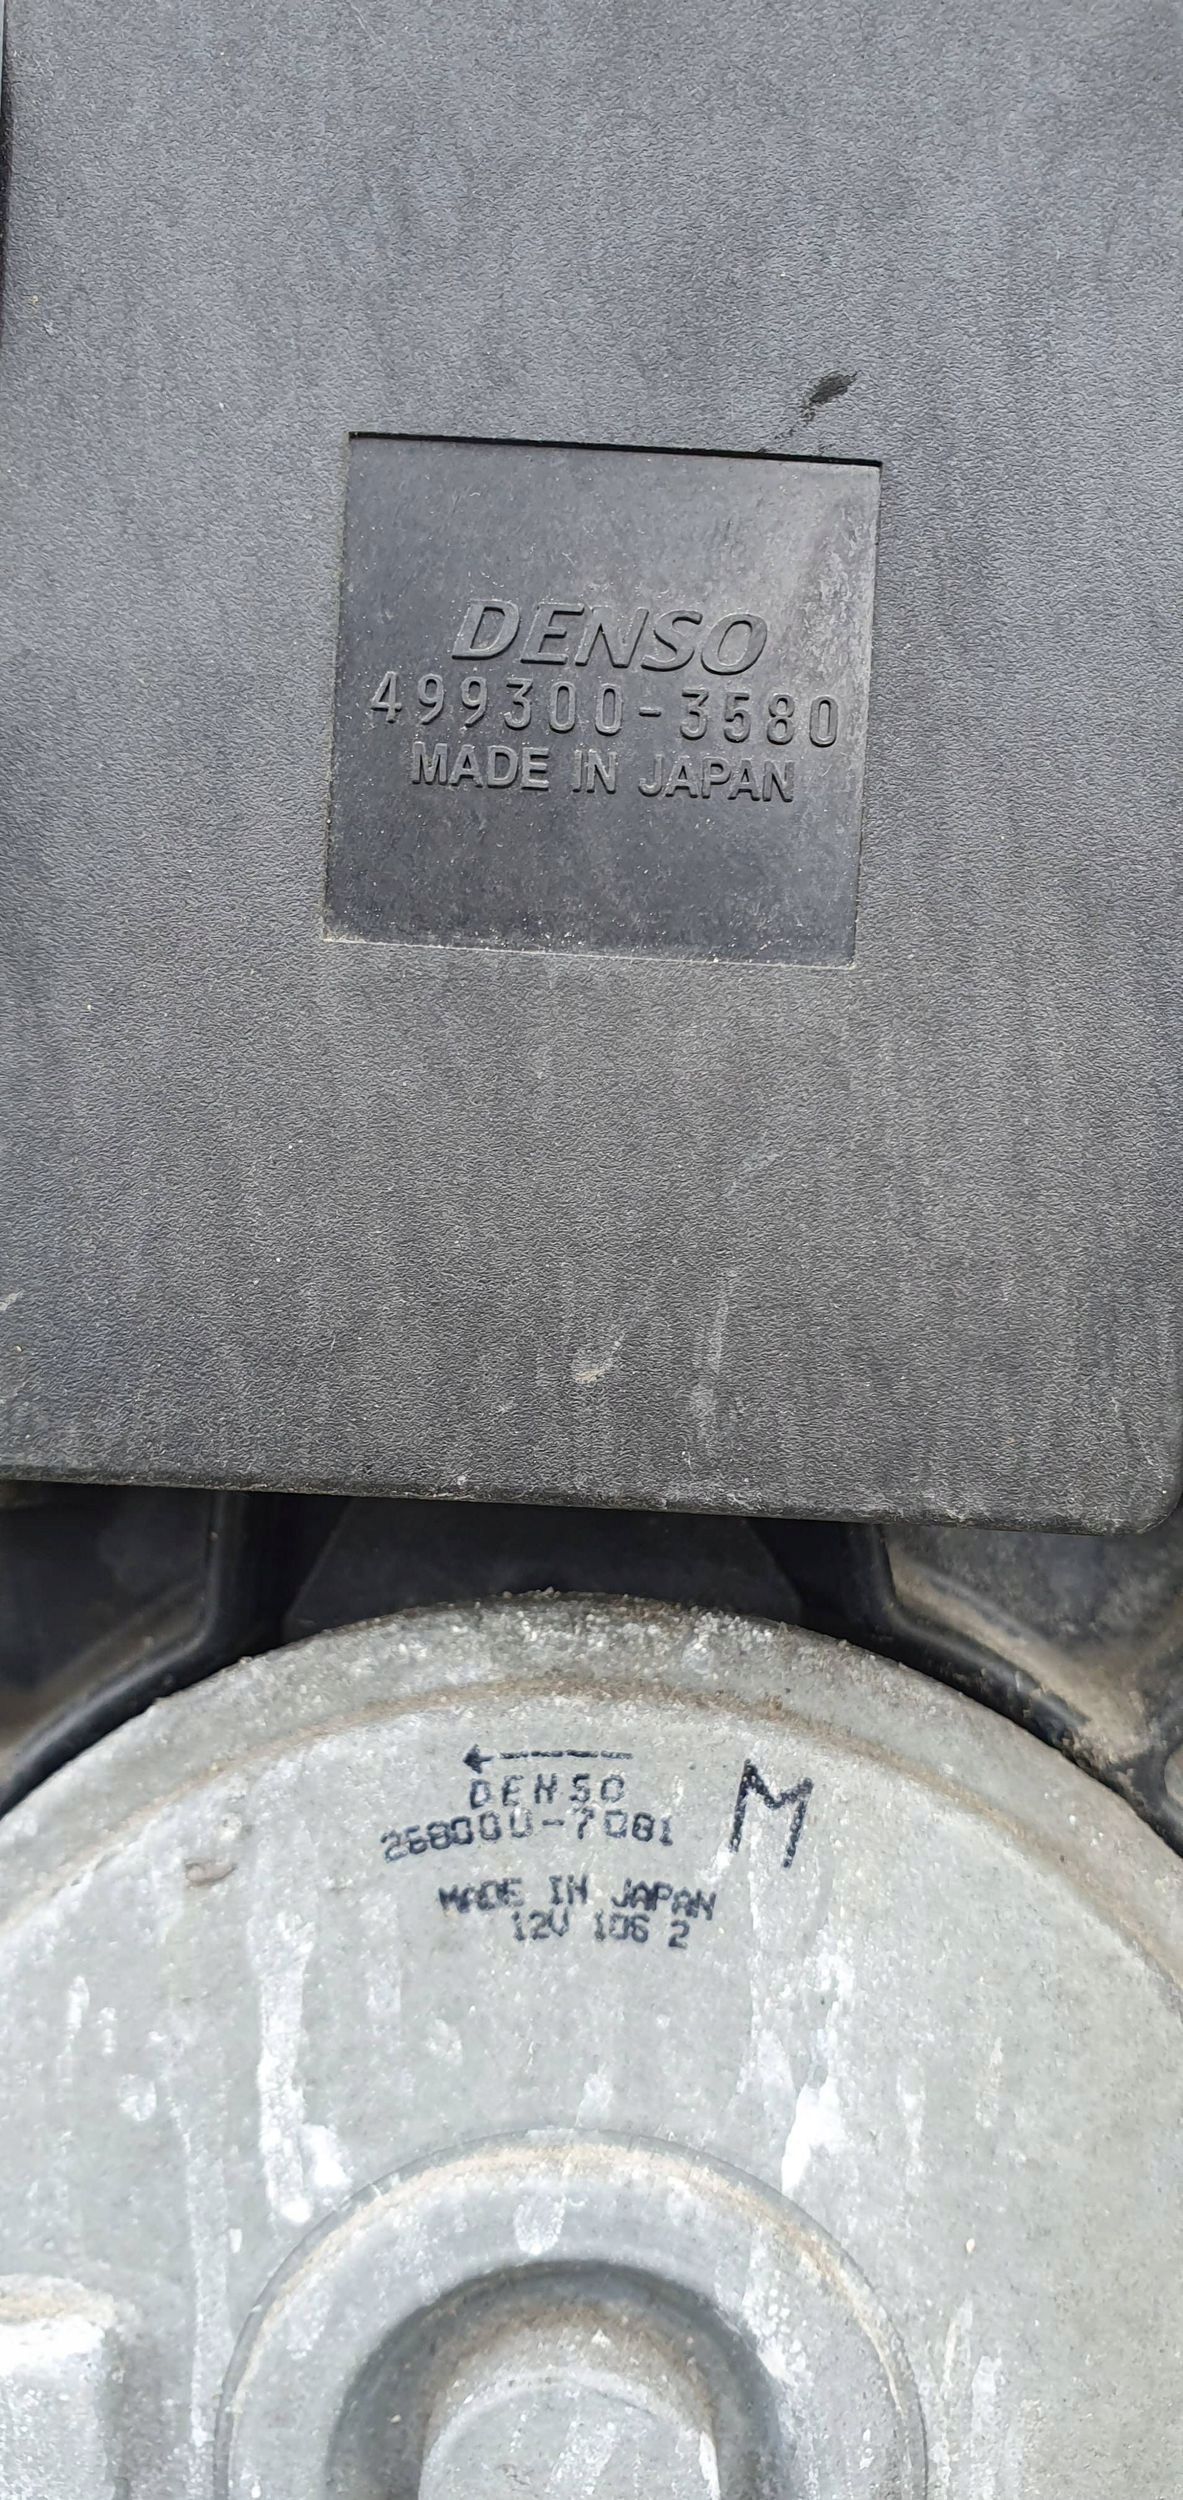 DENSO
499300-3580
MADE IN JAPAN
DENSO
268000-7081
M
MADE IN JAPAN
12V 106 2